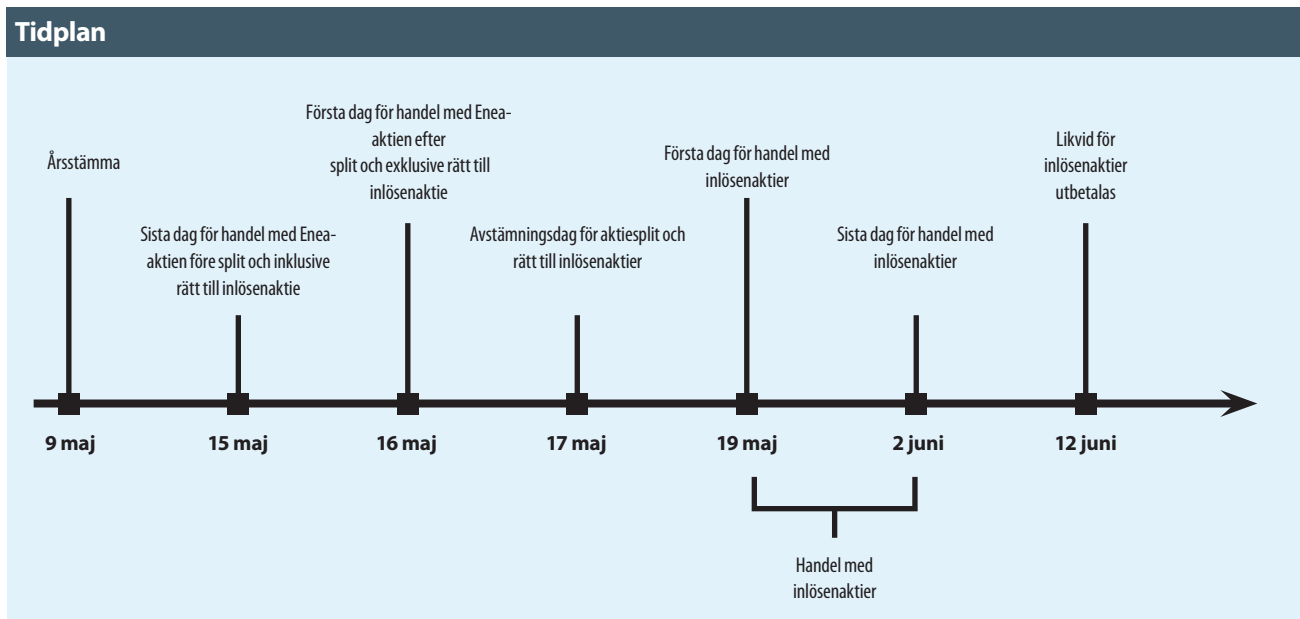 Tidplan
Årsstämma
Sista dag för handel med Enea-
aktien före split och inklusive
rätt till inlösenaktie
Första dag för handel med Enea-
aktien efter
split och exklusive rätt till
inlösenaktie
Avstämningsdag för aktiesplit och
rätt till inlösenaktier
Första dag för handel med
inlösenaktier
Sista dag för handel med
inlösenaktier
Likvid för
inlösenaktier
utbetalas
9 maj
15 maj
16 maj
17 maj
19 maj
2 juni
12 juni
Handel med
inlösenaktier